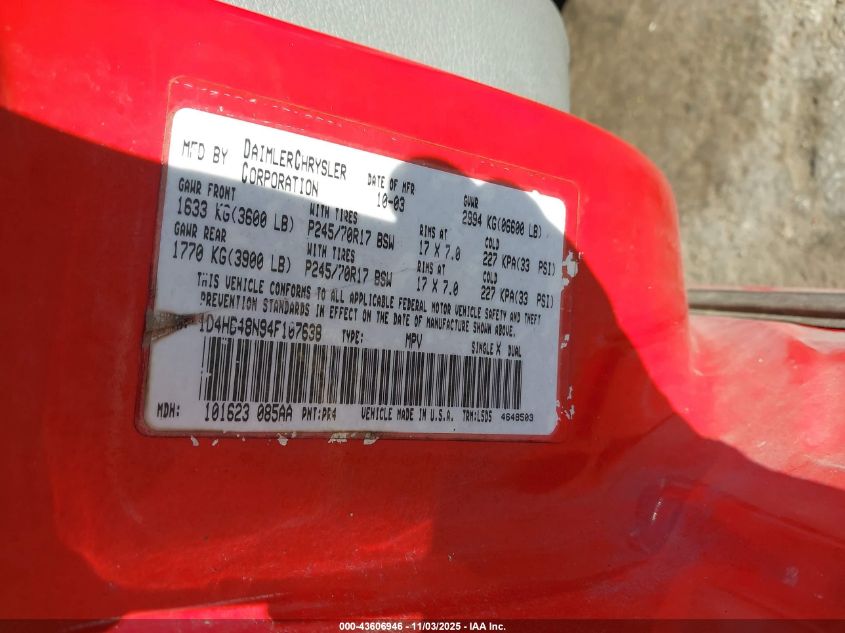 MFD BY DAIMLERCHRYSLER CORPORATION
DATE OF MFR 10-03
GVWR 2994 KG(06600 LB)
GAWR FRONT 1633 KG(3600 LB)
WITH TIRES P245/70R17 BSW
RIMS AT 17 X 7.0
COLD 227 KPA(33 PSI)
GAWR REAR 1770 KG(3900 LB)
WITH TIRES P245/70R17 BSW
RIMS AT 17 X 7.0
COLD 227 KPA(33 PSI)
THIS VEHICLE CONFORMS TO ALL APPLICABLE FEDERAL MOTOR VEHICLE SAFETY AND THEFT
PREVENTION STANDARDS IN EFFECT ON THE DATE OF MANUFACTURE SHOWN ABOVE.
TYPE: MPV SINGLE X DUAL
MDH: 101623 085AA PNT:PR4 VEHICLE MADE IN U.S.A. TRM:LSD5 4648503
000-43606946 - 11/03/2025 - IAA Inc.